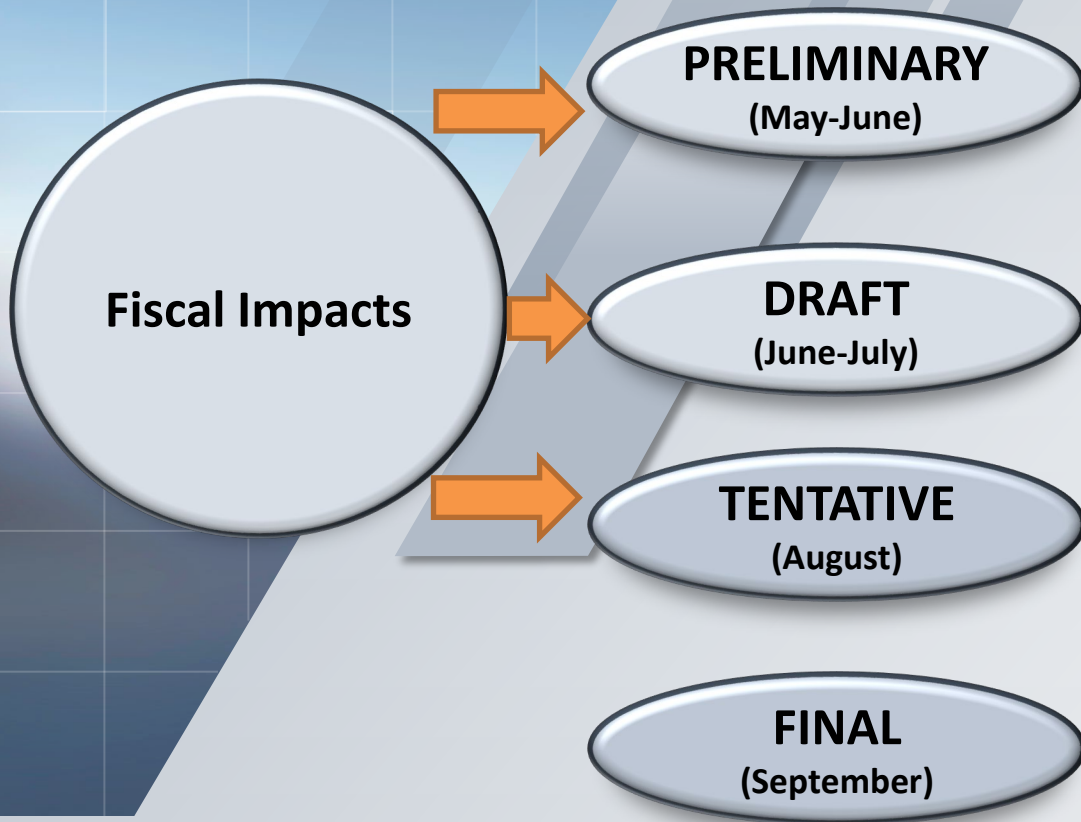 Fiscal Impacts
PRELIMINARY
(May-June)
DRAFT
(June-July)
TENTATIVE
(August)
FINAL
(September)